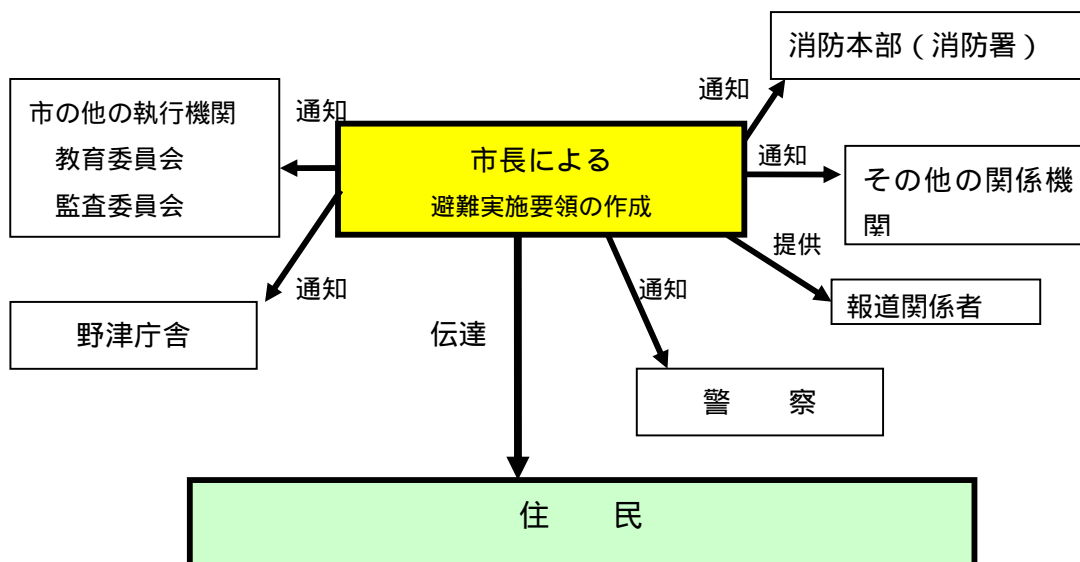 消防本部（消防署）
通知
市の他の執行機関
教育委員会
監査委員会
通知
市長による
避難実施要領の作成
通知
その他の関係機
関
提供
報道関係者
通知
野津庁舎
伝達
通知
警　　察
住　　民